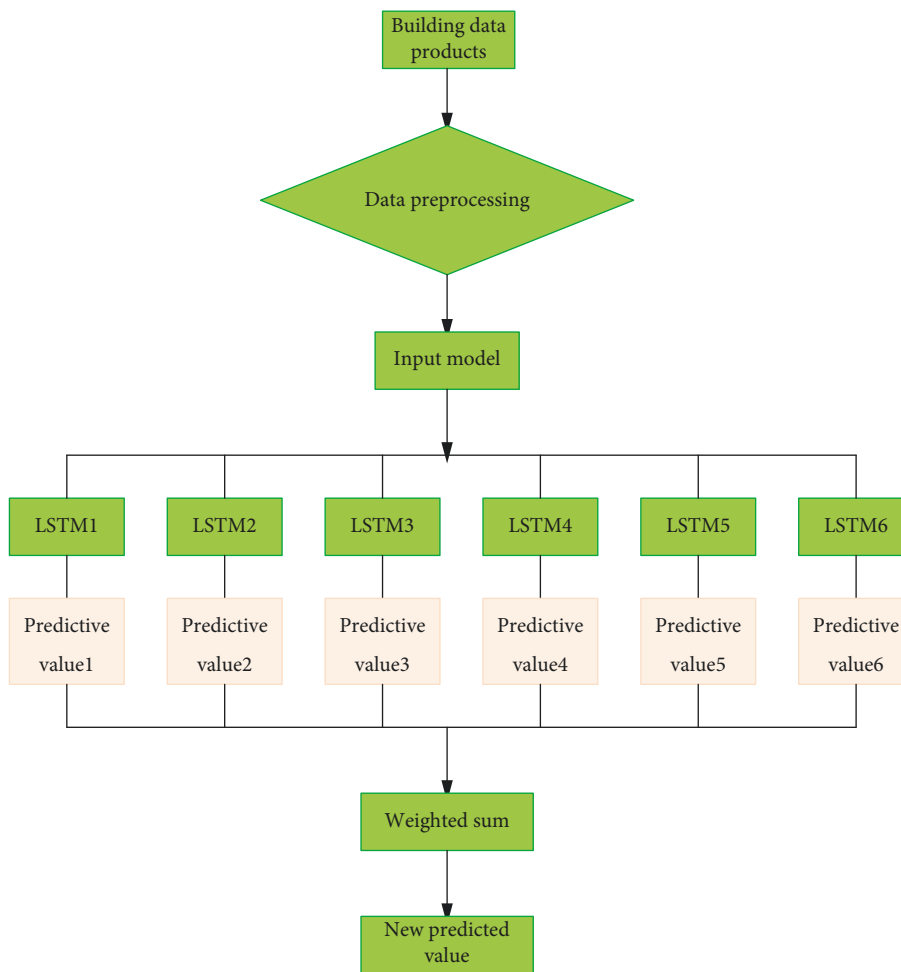 Building data
products
Data preprocessing
Input model
LSTM1 LSTM2 LSTM3 LSTM4 LSTM5 LSTM6
Predictive Predictive Predictive Predictive Predictive Predictive
value1 value2 value3 value4 value5 value6
Weighted sum
New predicted
value